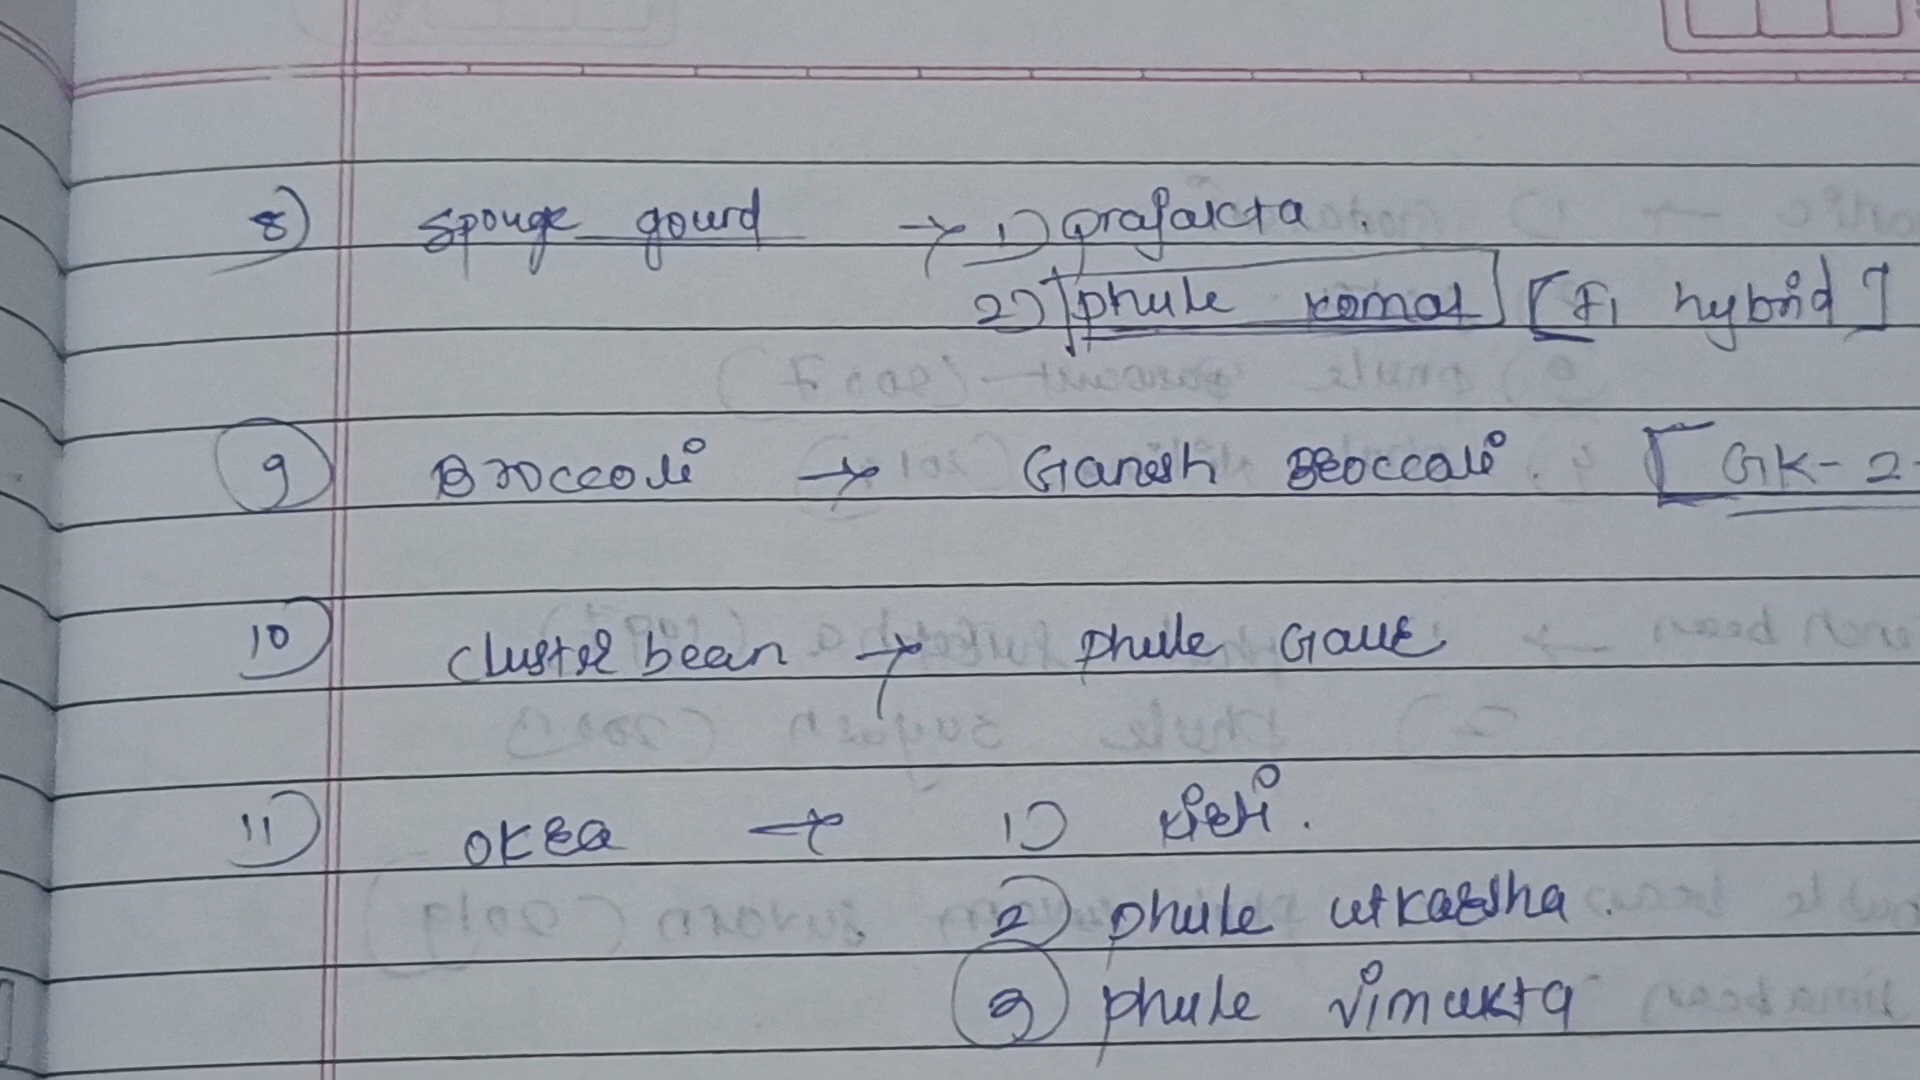 8) Sponge gourd → 1) prajakta.
2) phule komal [F1 hybrid]
9) Broccoli → Ganesh Broccoli. [GK-2
10) Cluster bean → Phule Gaur
11) okra → 1) kirti.
2) phule utkarsha.
3) phule vimukta